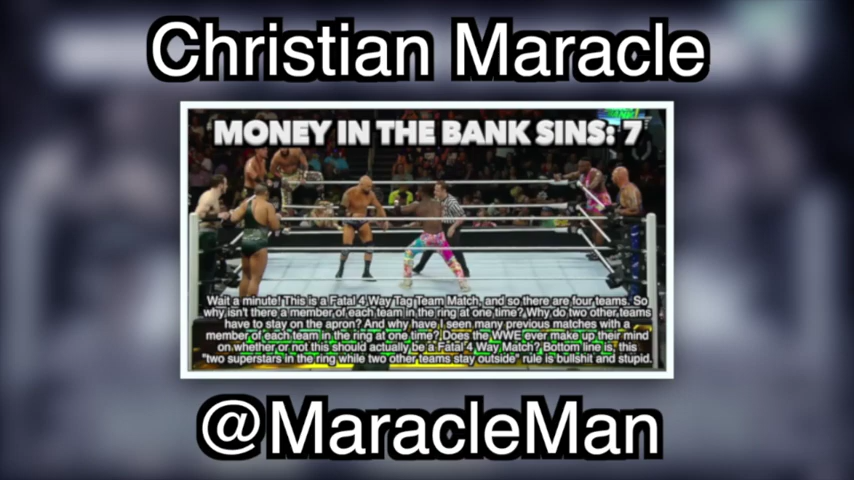 Christian Maracle
MONEY IN THE BANK SINS: 7
Wait a minute! This is a Fatal 4 Way Tag Team Match, and so there are four teams. So
why isn't there a member of each team in the ring at one time? Why do two other teams
have to stay on the apron? And why have I seen many previous matches with a
member of each team in the ring at one time? Does the WWE ever make up their mind
on whether or not this should actually be a Fatal 4 Way Match? Bottom line is, this
"two superstars in the ring while two other teams stay outside" rule is bullshit and stupid.
@MaracleMan